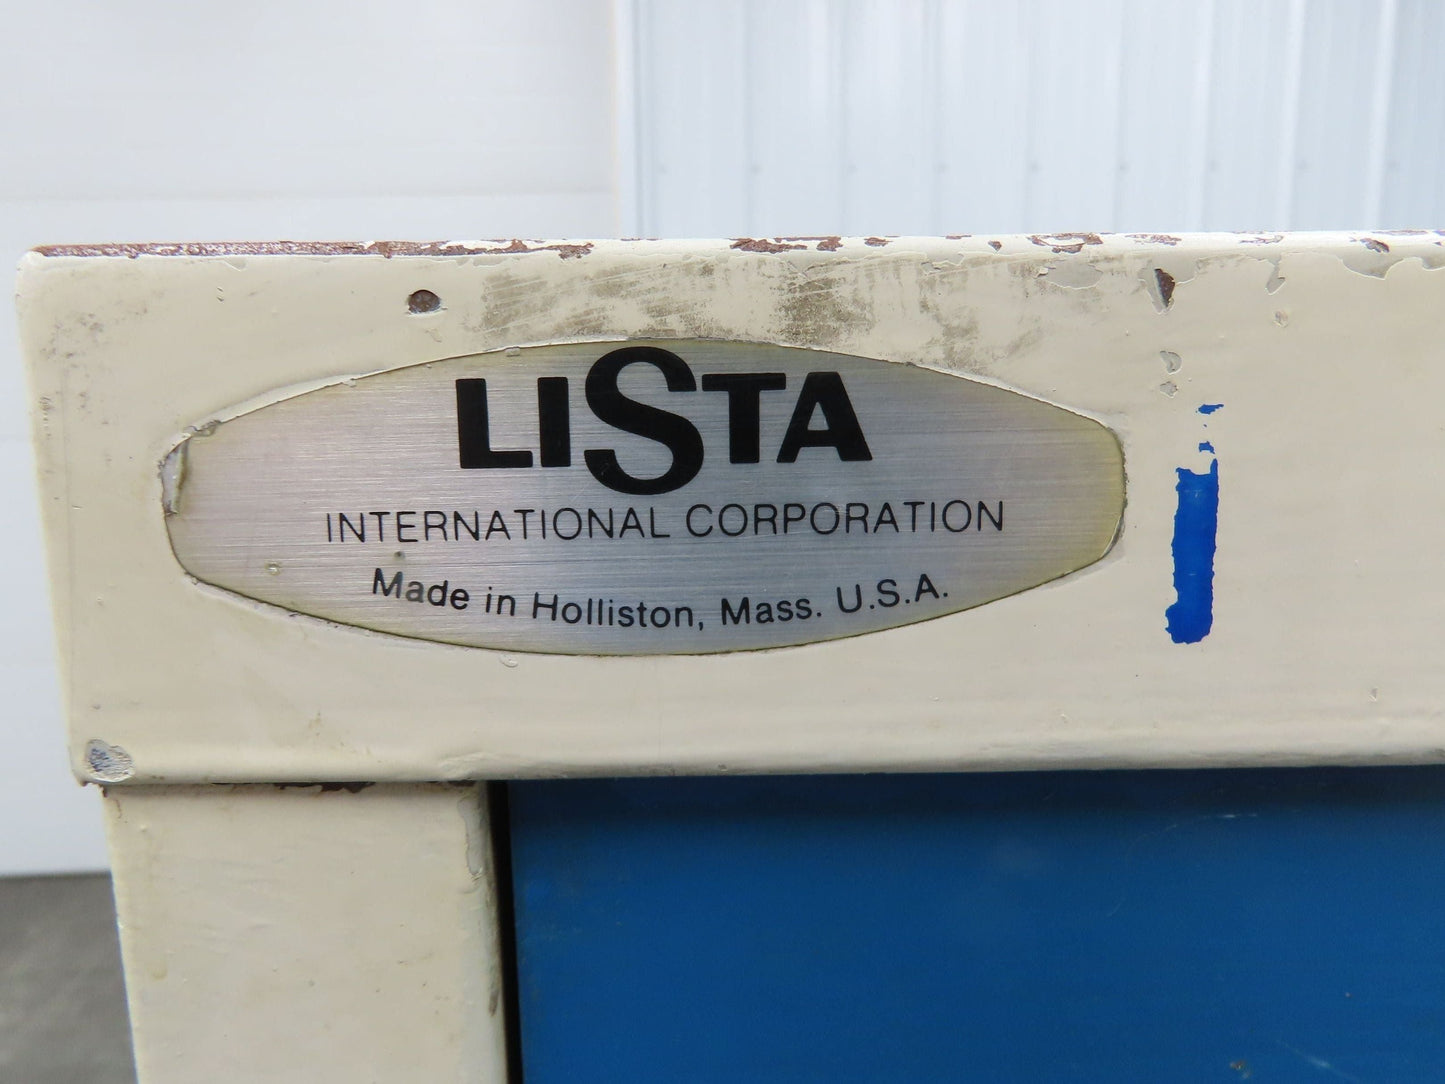 LISTA
INTERNATIONAL CORPORATION
Made in Holliston, Mass. U.S.A.